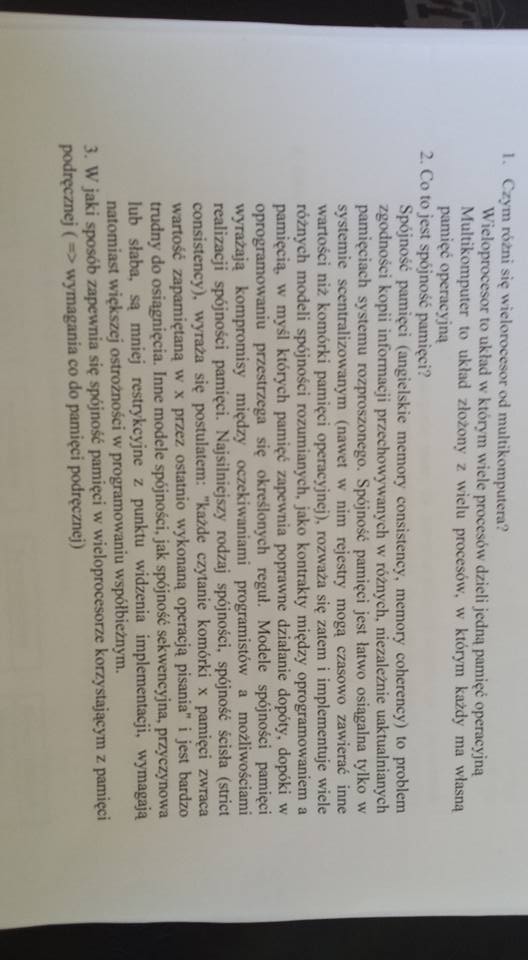 1. Czym różni się wielorocesor od multikomputera?
Wieloprocesor to układ w którym wiele procesów dzieli jedną pamięć operacyjną
Multikomputer to układ złożony z wielu procesów, w którym każdy ma własną
pamięć operacyjną
2. Co to jest spójność pamięci?
Spójność pamięci (angielskie memory consistency, memory coherency) to problem
zgodności kopii informacji przechowywanych w różnych, niezależnie uaktualnianych
pamięciach systemu rozproszonego. Spójność pamięci jest łatwo osiągalna tylko w
systemie scentralizowanym (nawet w nim rejestry mogą czasowo zawierać inne
wartości niż komórki pamięci operacyjnej), rozważa się zatem i implementuje wiele
różnych modeli spójności rozumianych, jako kontrakty między oprogramowaniem a
pamięcią, w myśl których pamięć zapewnia poprawne działanie dopóty, dopóki w
oprogramowaniu przestrzega się określonych reguł. Modele spójności pamięci
wyrażają kompromisy między oczekiwaniami programistów a możliwościami
realizacji spójności pamięci. Najsilniejszy rodzaj spójności, spójność ścisła (strict
consistency), wyraża się postulatem: "każde czytanie komórki x pamięci zwraca
wartość zapamiętaną w x przez ostatnio wykonaną operacją pisania" i jest bardzo
trudny do osiągnięcia. Inne modele spójności, jak spójność sekwencyjna, przyczynowa
lub słaba, są mniej restrykcyjne z punktu widzenia implementacji, wymagają
natomiast większej ostrożności w programowaniu współbieżnym.
3. W jaki sposób zapewnia się spójność pamięci w wieloprocesorze korzystającym z pamięci
podręcznej ( => wymagania co do pamięci podręcznej)